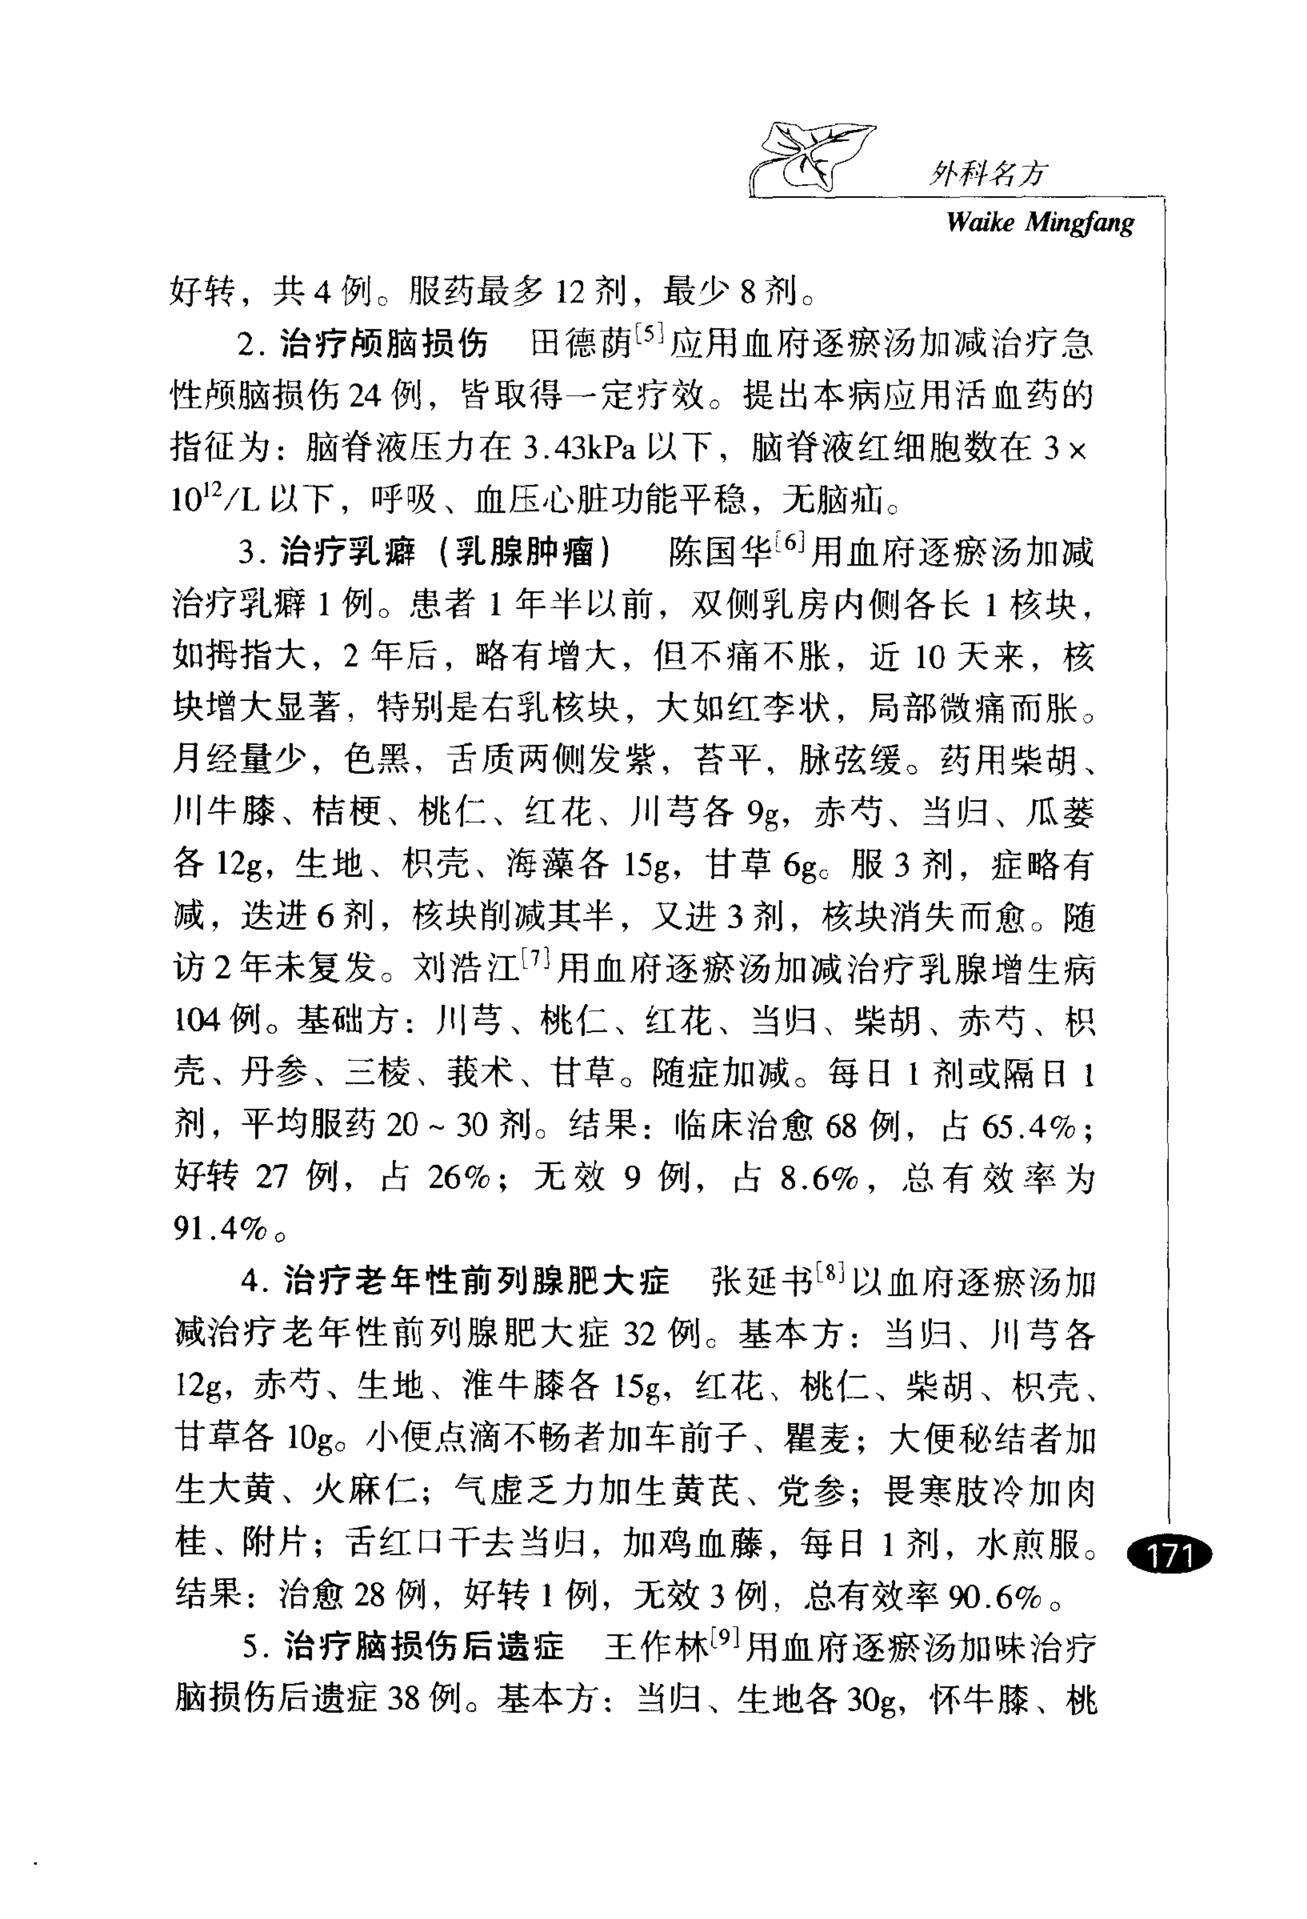 外科名方
Waike Mingfang
好转，共4例。服药最多12剂，最少8剂。
2. 治疗颅脑损伤　田德荫[5]应用血府逐瘀汤加减治疗急
性颅脑损伤24例，皆取得一定疗效。提出本病应用活血药的
指征为：脑脊液压力在3.43kPa以下，脑脊液红细胞数在3×
10¹²/L以下，呼吸、血压心脏功能平稳，无脑疝。
3. 治疗乳癖（乳腺肿瘤）　陈国华[6]用血府逐瘀汤加减
治疗乳癖1例。患者1年半以前，双侧乳房内侧各长1核块，
如拇指大，2年后，略有增大，但不痛不胀，近10天来，核
块增大显著，特别是右乳核块，大如红李状，局部微痛而胀。
月经量少，色黑，舌质两侧发紫，苔平，脉弦缓。药用柴胡、
川牛膝、桔梗、桃仁、红花、川芎各9g，赤芍、当归、瓜蒌
各12g，生地、枳壳、海藻各15g，甘草6g。服3剂，症略有
减，迭进6剂，核块削减其半，又进3剂，核块消失而愈。随
访2年未复发。刘浩江[7]用血府逐瘀汤加减治疗乳腺增生病
104例。基础方：川芎、桃仁、红花、当归、柴胡、赤芍、枳
壳、丹参、三棱、莪术、甘草。随症加减。每日1剂或隔日1
剂，平均服药20～30剂。结果：临床治愈68例，占65.4%；
好转27例，占26%；无效9例，占8.6%，总有效率为
91.4%。
4. 治疗老年性前列腺肥大症　张延书[8]以血府逐瘀汤加
减治疗老年性前列腺肥大症32例。基本方：当归、川芎各
12g，赤芍、生地、淮牛膝各15g，红花、桃仁、柴胡、枳壳、
甘草各10g。小便点滴不畅者加车前子、瞿麦；大便秘结者加
生大黄、火麻仁；气虚乏力加生黄芪、党参；畏寒肢冷加肉
桂、附片；舌红口干去当归，加鸡血藤，每日1剂，水煎服。
结果：治愈28例，好转1例，无效3例，总有效率90.6%。
171
5. 治疗脑损伤后遗症　王作林[9]用血府逐瘀汤加味治疗
脑损伤后遗症38例。基本方：当归、生地各30g，怀牛膝、桃